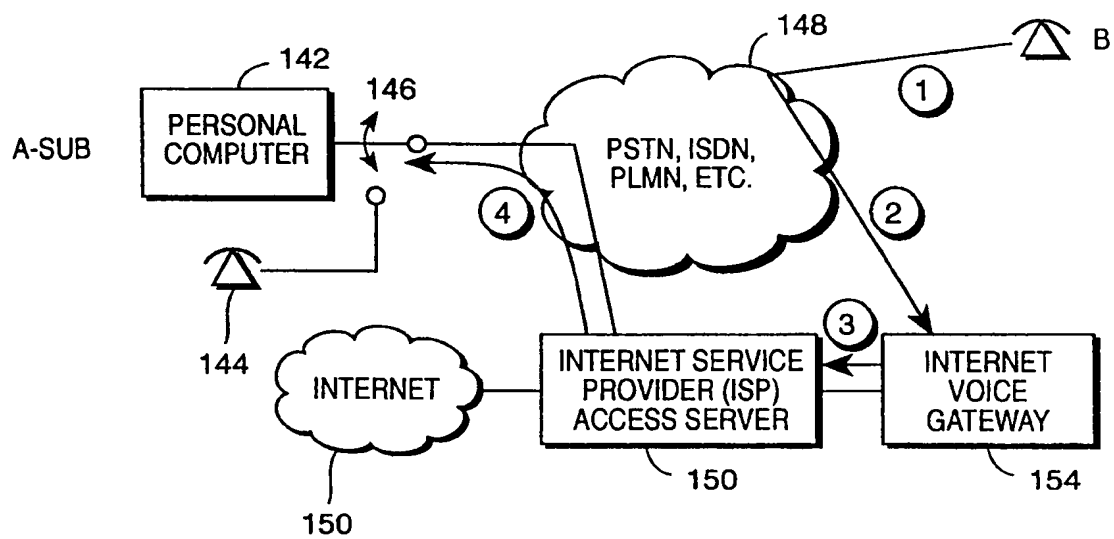 148
B
142
146
1
A-SUB
PERSONAL
COMPUTER
PSTN, ISDN,
PLMN, ETC.
4
2
144
3
INTERNET
INTERNET SERVICE
PROVIDER (ISP)
ACCESS SERVER
INTERNET
VOICE
GATEWAY
150
150
154